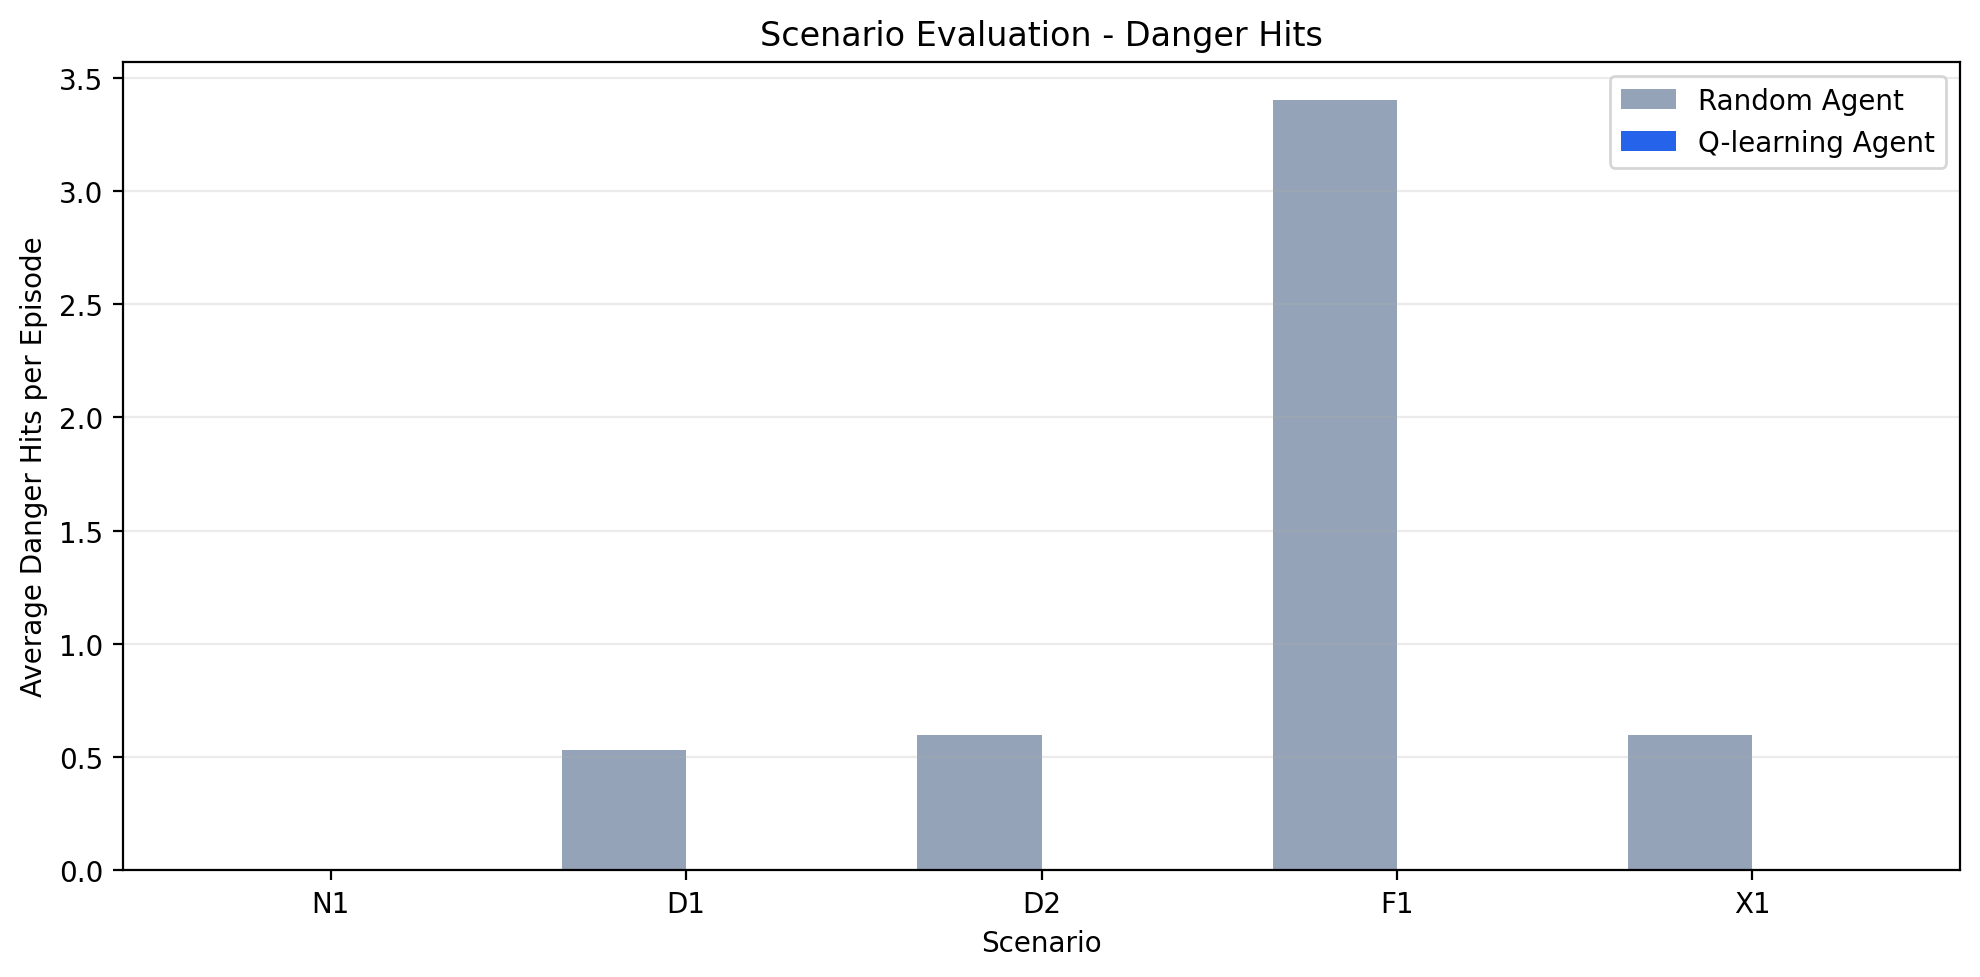 Scenario Evaluation - Danger Hits
Random Agent
Q-learning Agent
Average Danger Hits per Episode
3.5
3.0
2.5
2.0
1.5
1.0
0.5
0.0
N1 D1 D2 F1 X1
Scenario